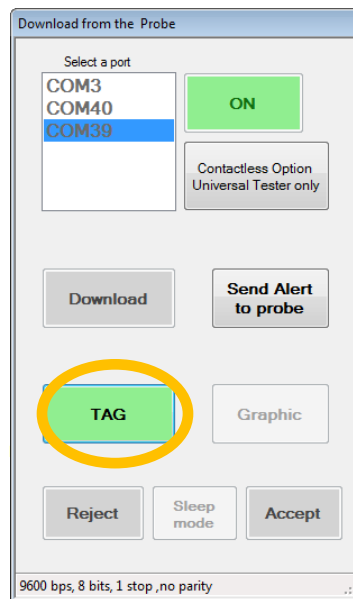 Download from the Probe
Select a port
COM3
COM40
COM39
ON
Contactless Option
Universal Tester only
Download
Send Alert
to probe
TAG
Graphic
Reject
Sleep
mode
Accept
9600 bps, 8 bits, 1 stop ,no parity